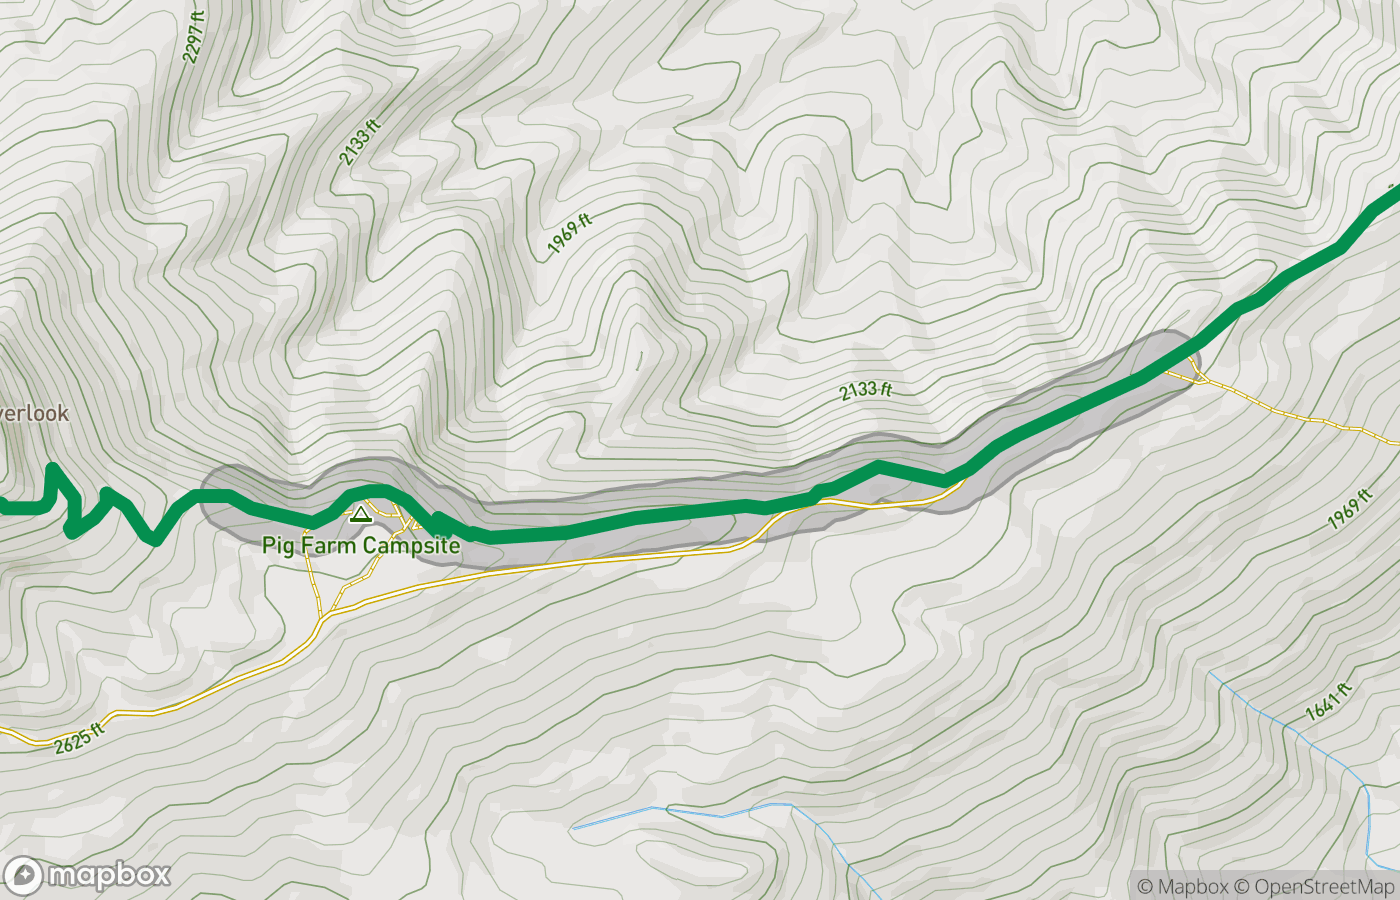 2297 ft
2133 ft
1969 ft
2133 ft
verlook
1969 ft
Pig Farm Campsite
1641 ft
2625 ft
mapbox
© Mapbox © OpenStreetMap